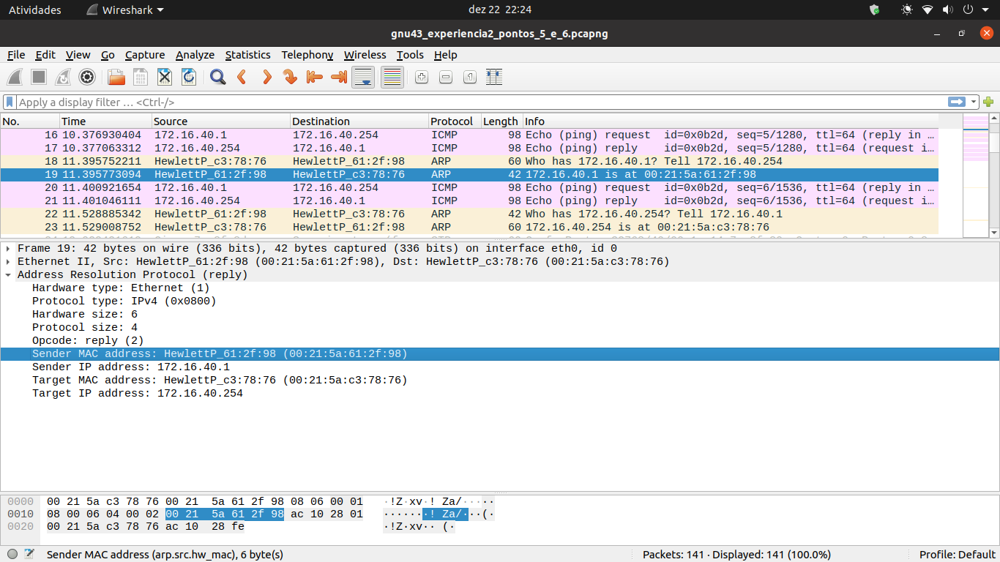 Atividades Wireshark dez 22 22:24
gnu43_experiencia2_pontos_5_e_6.pcapng
File Edit View Go Capture Analyze Statistics Telephony Wireless Tools Help
Apply a display filter … <Ctrl-/>
No. Time Source Destination Protocol Length Info
16 10.376930404 172.16.40.1 172.16.40.254 ICMP 98 Echo (ping) request id=0x0b2d, seq=5/1280, ttl=64 (reply in …
17 10.377063312 172.16.40.254 172.16.40.1 ICMP 98 Echo (ping) reply id=0x0b2d, seq=5/1280, ttl=64 (request i…
18 11.395752211 HewlettP_c3:78:76 HewlettP_61:2f:98 ARP 60 Who has 172.16.40.1? Tell 172.16.40.254
19 11.395773094 HewlettP_61:2f:98 HewlettP_c3:78:76 ARP 42 172.16.40.1 is at 00:21:5a:61:2f:98
20 11.400921654 172.16.40.1 172.16.40.254 ICMP 98 Echo (ping) request id=0x0b2d, seq=6/1536, ttl=64 (reply in …
21 11.401046111 172.16.40.254 172.16.40.1 ICMP 98 Echo (ping) reply id=0x0b2d, seq=6/1536, ttl=64 (request i…
22 11.528885342 HewlettP_61:2f:98 HewlettP_c3:78:76 ARP 42 Who has 172.16.40.254? Tell 172.16.40.1
23 11.529008752 HewlettP_c3:78:76 HewlettP_61:2f:98 ARP 60 172.16.40.254 is at 00:21:5a:c3:78:76
Frame 19: 42 bytes on wire (336 bits), 42 bytes captured (336 bits) on interface eth0, id 0
Ethernet II, Src: HewlettP_61:2f:98 (00:21:5a:61:2f:98), Dst: HewlettP_c3:78:76 (00:21:5a:c3:78:76)
Address Resolution Protocol (reply)
Hardware type: Ethernet (1)
Protocol type: IPv4 (0x0800)
Hardware size: 6
Protocol size: 4
Opcode: reply (2)
Sender MAC address: HewlettP_61:2f:98 (00:21:5a:61:2f:98)
Sender IP address: 172.16.40.1
Target MAC address: HewlettP_c3:78:76 (00:21:5a:c3:78:76)
Target IP address: 172.16.40.254
0000 00 21 5a c3 78 76 00 21 5a 61 2f 98 08 06 00 01 ·!Z·xv·! Za/·····
0010 08 00 06 04 00 02 00 21 5a 61 2f 98 ac 10 28 01 ·······! Za/···(·
0020 00 21 5a c3 78 76 ac 10 28 fe ·!Z·xv·· (·
Sender MAC address (arp.src.hw_mac), 6 byte(s) Packets: 141 · Displayed: 141 (100.0%) Profile: Default